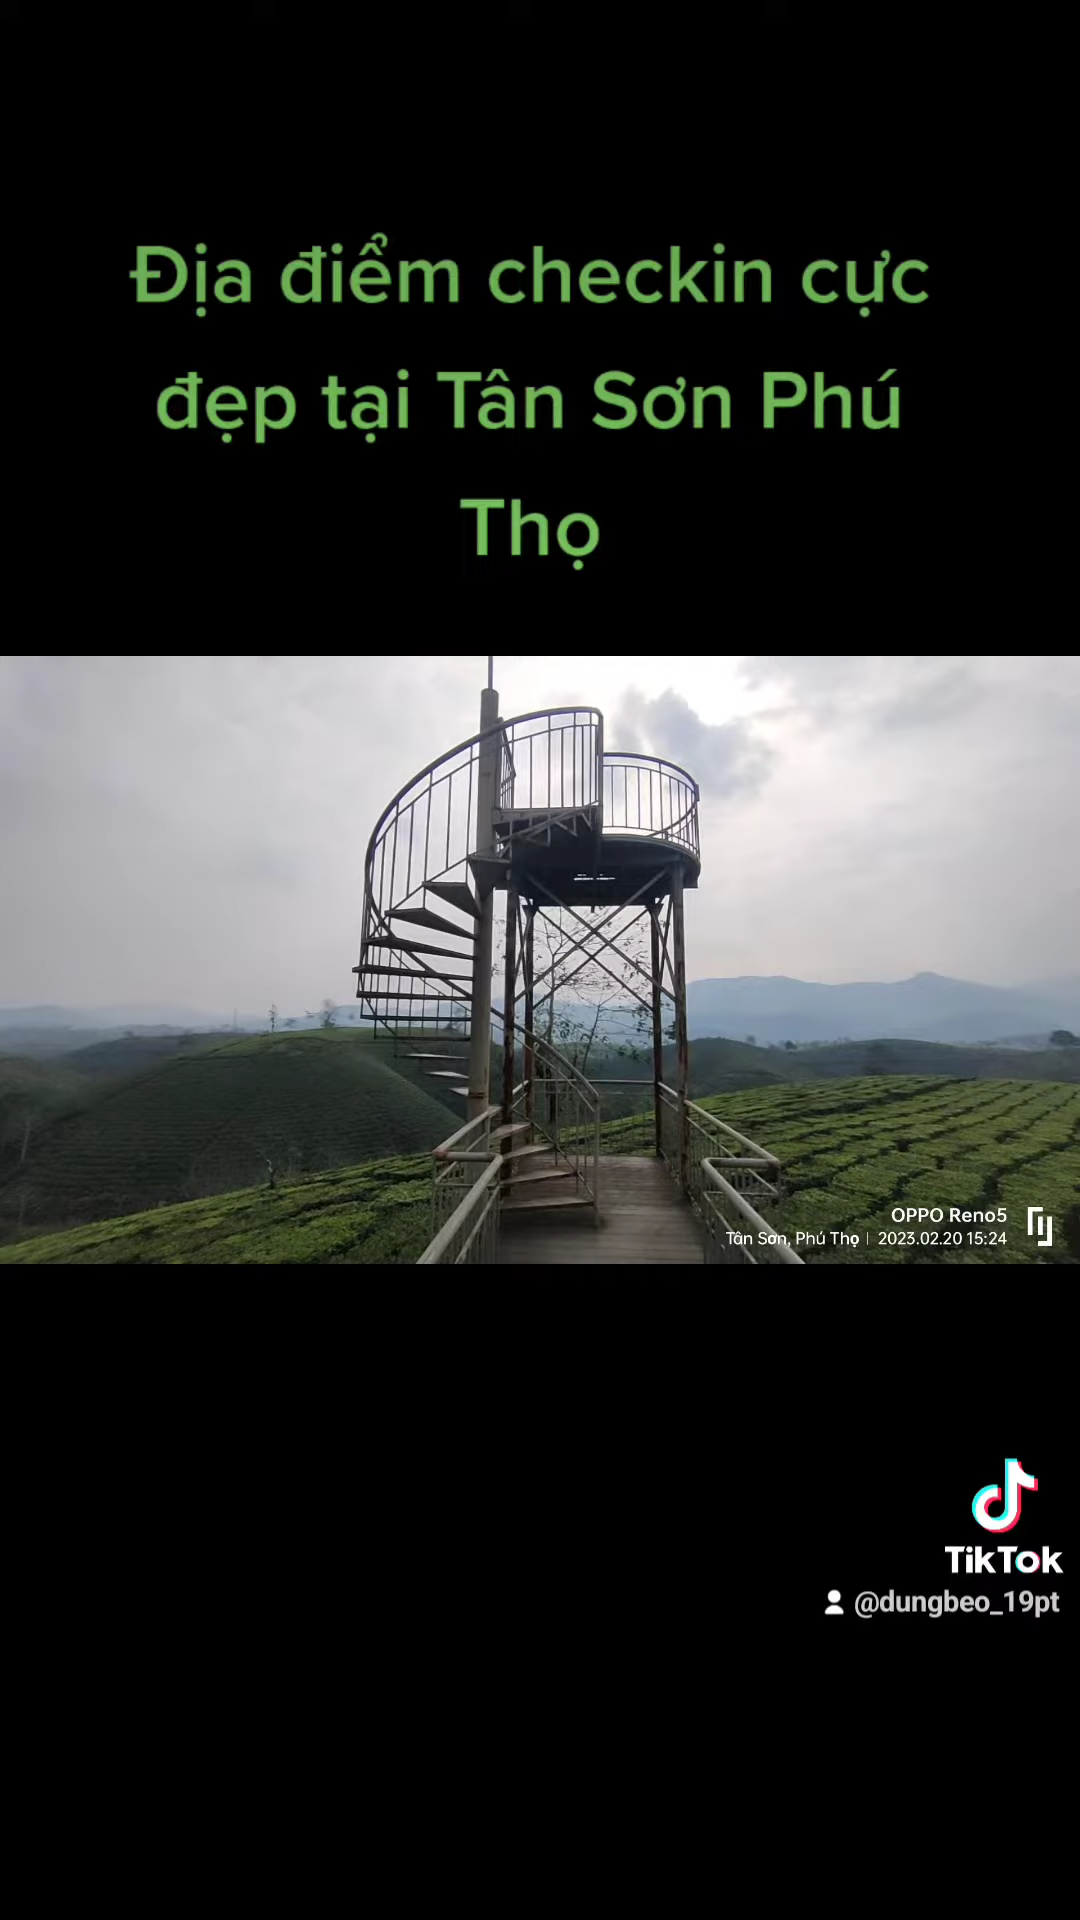 Địa điểm checkin cực
đẹp tại Tân Sơn Phú
Thọ
OPPO Reno5
Tân Sơn, Phú Thọ | 2023.02.20 15:24
TikTok
@dungbeo_19pt